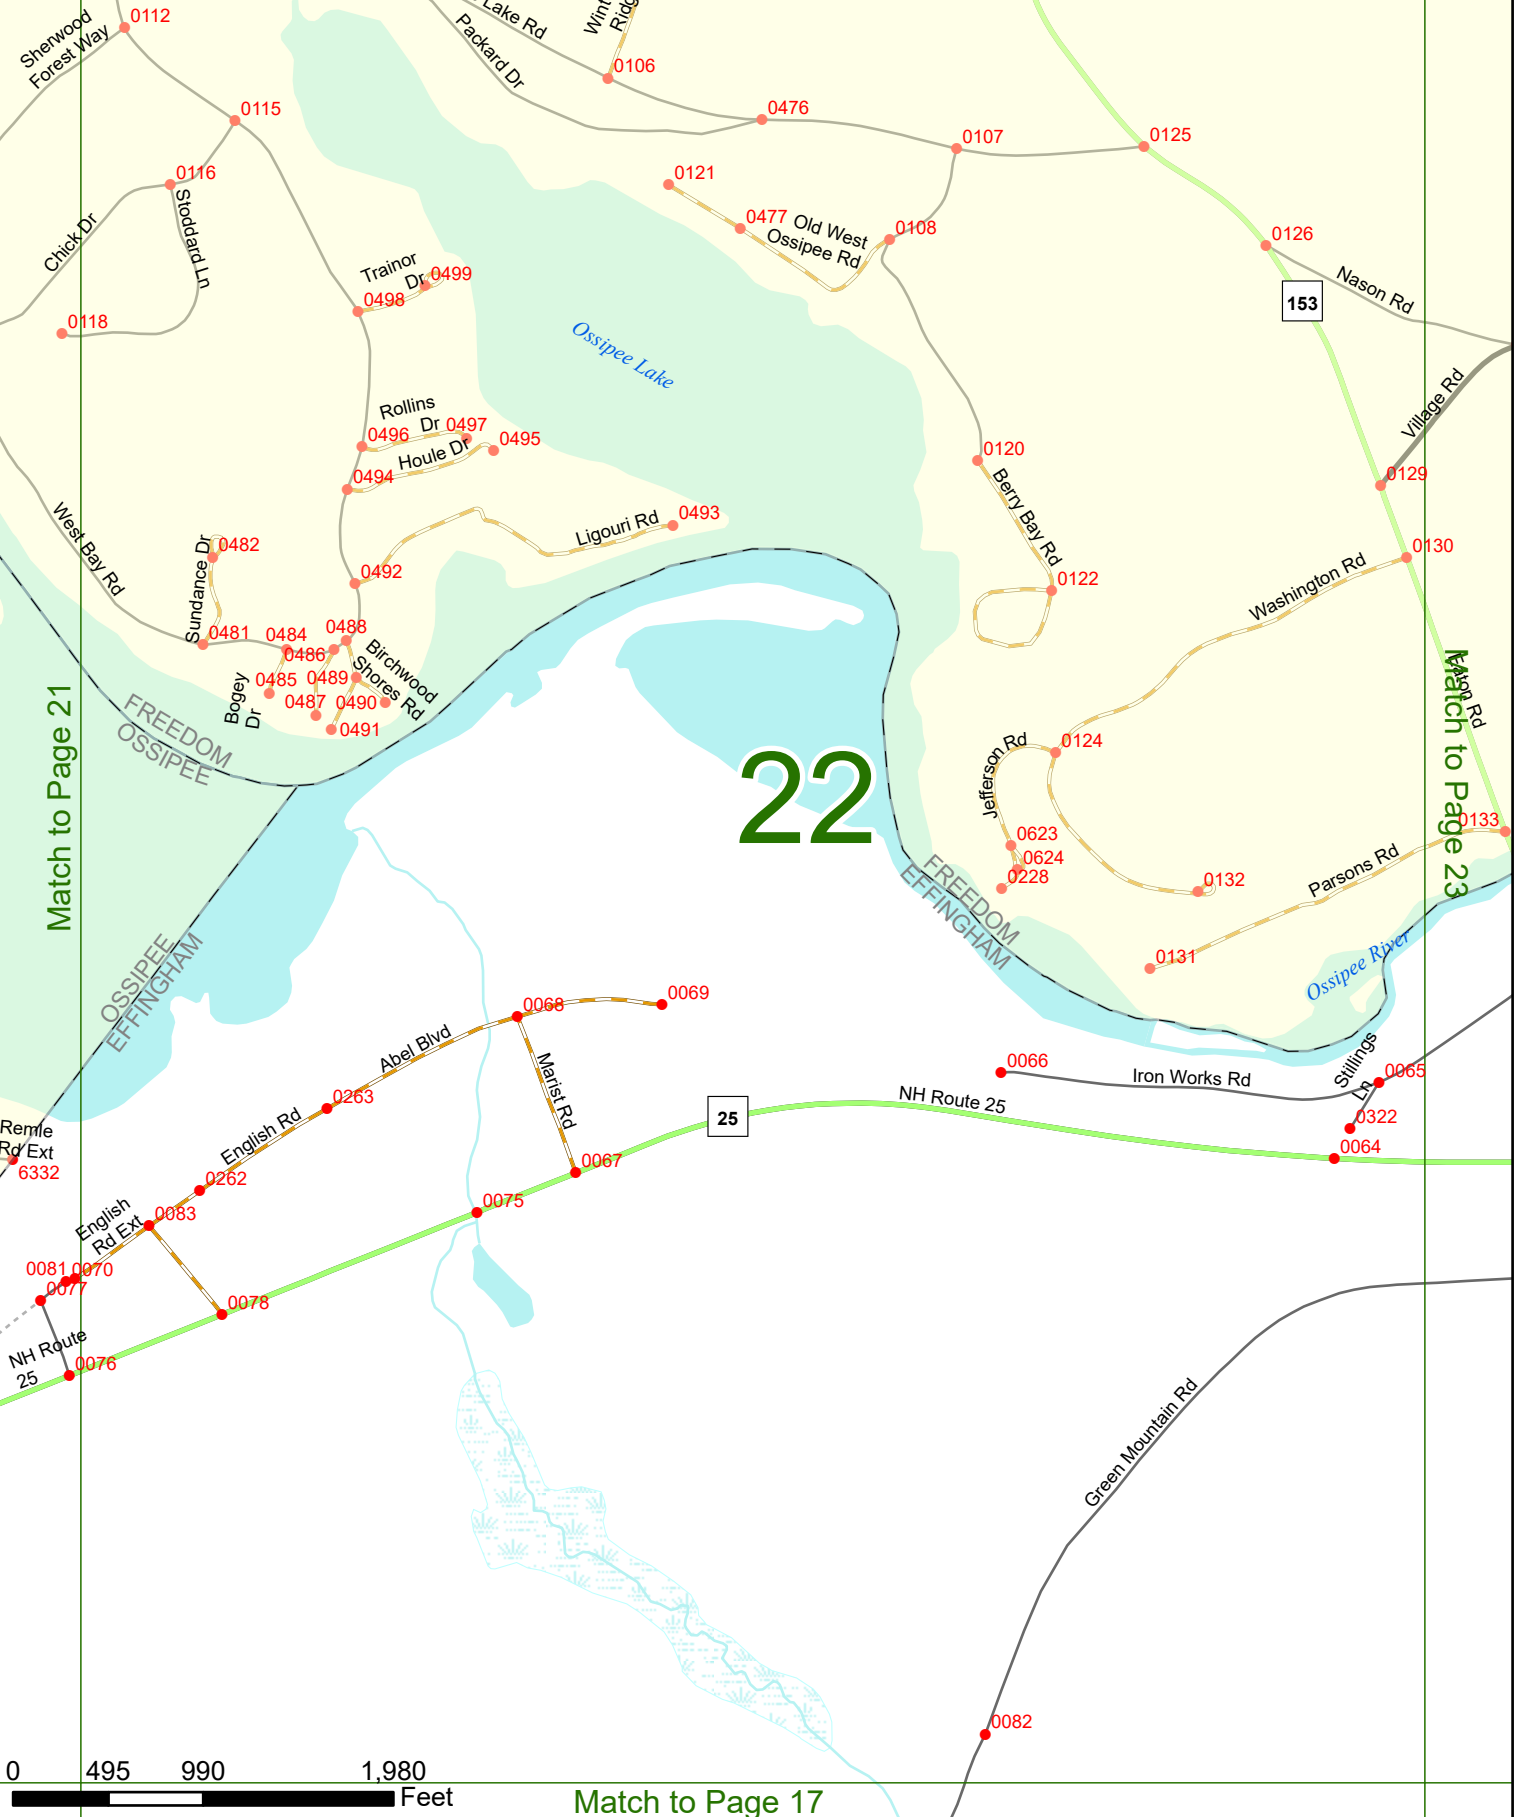 0112
Sherwood
Forest Way
Lake Rd
Packard Dr
Wint
Ridg
0106
0115
0476
0107
0125
0116
0121
Stoddard Ln
Chick Dr
0477
Old West
Ossipee Rd
0108
0126
Nason Rd
153
Trainor
Dr
0499
0498
0118
Ossipee Lake
Village Rd
Rollins
Dr
0497
0496
0495
Houle Dr
0494
0120
0129
Berry Bay Rd
West Bay Rd
Ligouri Rd
0493
Sundance Dr
0482
0492
0130
Washington Rd
0122
0481
0484
0488
0486
Birchwood
Shores Rd
0485
0489
Bogey
Dr
0487
0490
0491
Eaton Rd
Match to Page 21
FREEDOM
OSSIPEE
22
Jefferson Rd
0124
Match to Page 23
0133
0623
0624
0228
0132
Parsons Rd
FREEDOM
EFFINGHAM
Ossipee River
0131
OSSIPEE
EFFINGHAM
0068
0069
Abel Blvd
Marist Rd
0066
Iron Works Rd
Stillings
Ln
0065
0263
25
NH Route 25
0322
English Rd
Remle
Rd Ext
6332
0067
0064
0262
0075
0083
English
Rd Ext
0081
0070
0077
0078
NH Route
25
0076
Green Mountain Rd
0082
0 495 990 1,980
Feet
Match to Page 17